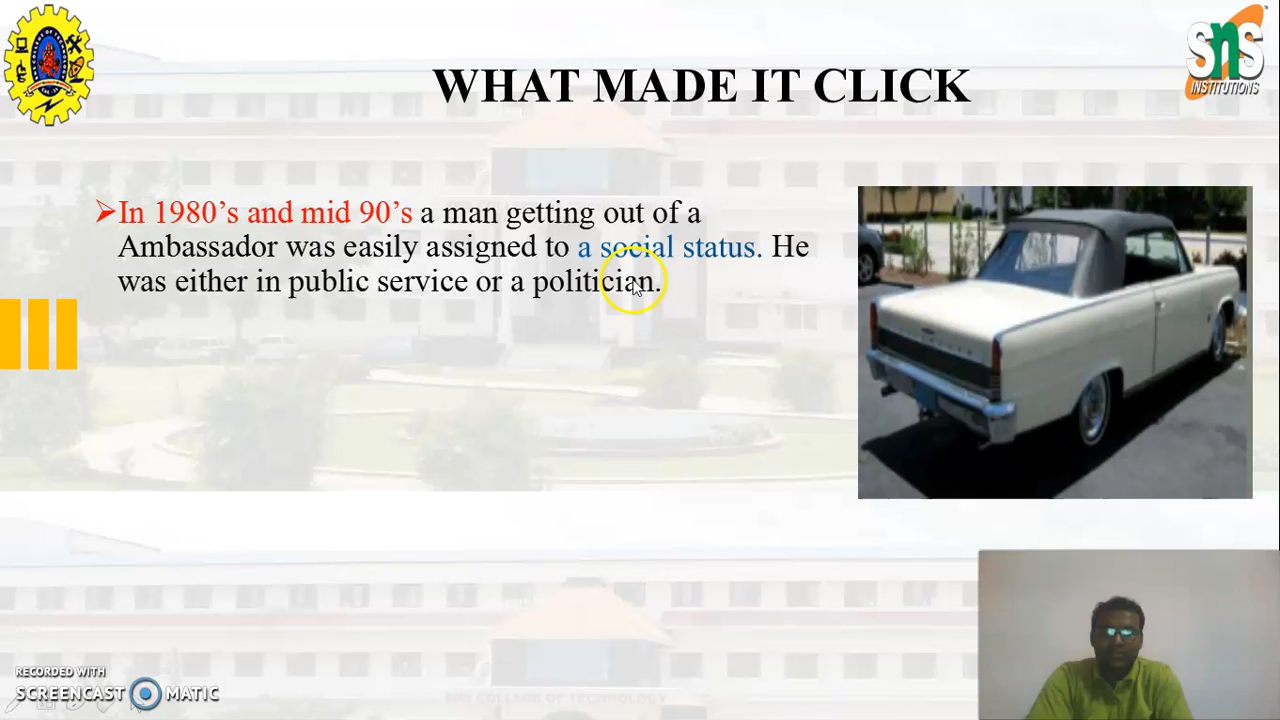 SNS
INSTITUTIONS
WHAT MADE IT CLICK
➢In 1980’s and mid 90’s a man getting out of a
Ambassador was easily assigned to a social status. He
was either in public service or a politician.
RECORDED WITH
SCREENCAST MATIC